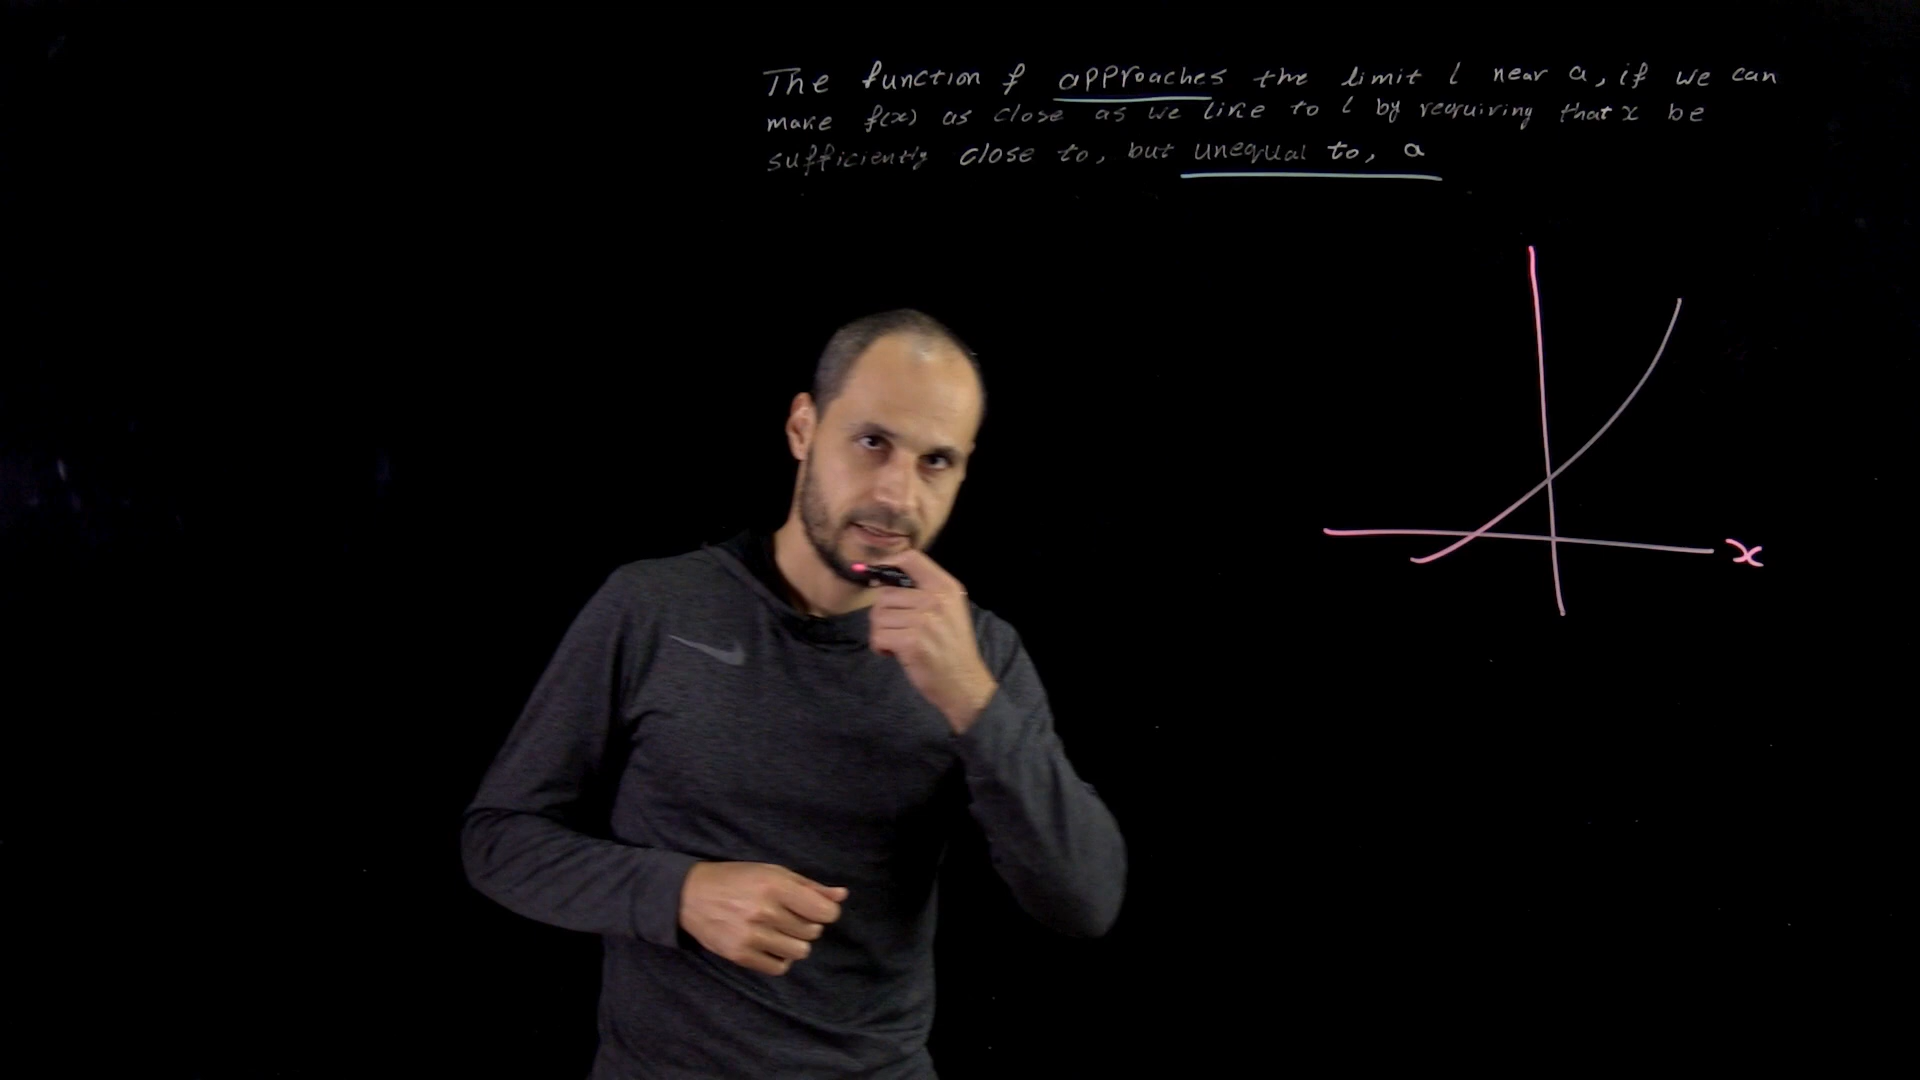 The function f approaches the limit l near a, if we can
make f(x) as close as we like to l by requiring that x be
sufficiently close to, but unequal to, a
x